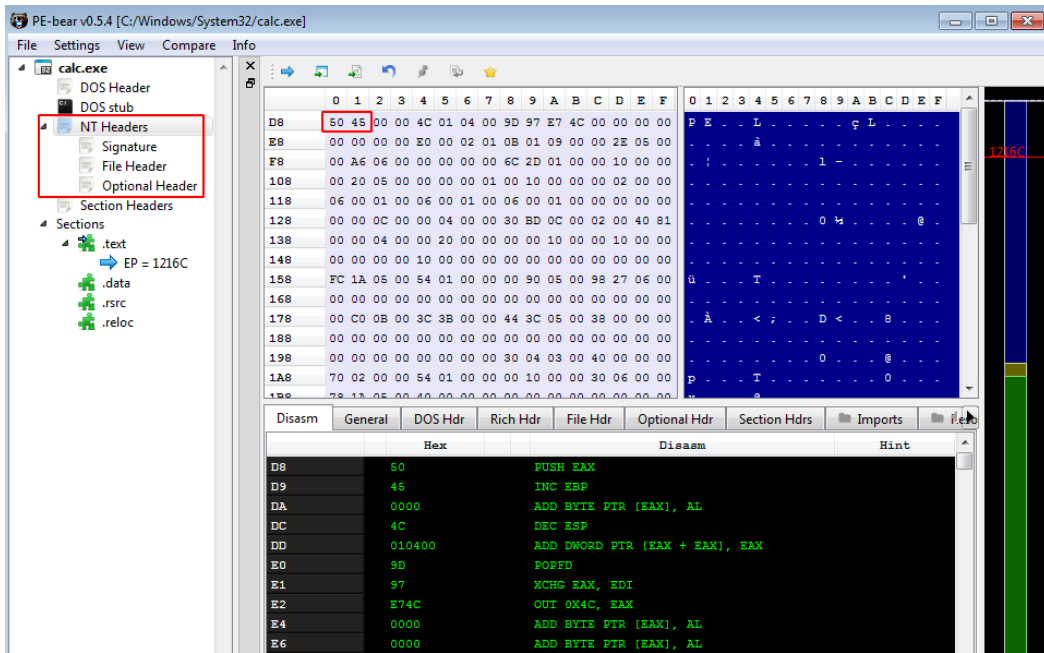 PE-bear v0.5.4 [C:/Windows/System32/calc.exe]
File Settings View Compare Info
calc.exe
DOS Header
DOS stub
NT Headers
Signature
File Header
Optional Header
Section Headers
Sections
.text
EP = 1216C
.data
.rsrc
.reloc
0 1 2 3 4 5 6 7 8 9 A B C D E F 0 1 2 3 4 5 6 7 8 9 A B C D E F
D8 50 45 00 00 4C 01 04 00 9D 97 E7 4C 00 00 00 00 P E . . L . . . . . ç L . . . .
E8 00 00 00 00 E0 00 02 01 0B 01 09 00 00 2E 05 00 . . . . à . . . . . . . . . . .
F8 00 A6 06 00 00 00 00 00 6C 2D 01 00 00 10 00 00 . ¦ . . . . . . l - . . . . . .
108 00 20 05 00 00 00 00 01 00 10 00 00 00 02 00 00 . . . . . . . . . . . . . . . .
118 06 00 01 00 06 00 01 00 06 00 01 00 00 00 00 00 . . . . . . . . . . . . . . . .
128 00 00 0C 00 00 04 00 00 30 BD 0C 00 02 00 40 81 . . . . . . . . 0 ½ . . . . @ .
138 00 00 04 00 00 20 00 00 00 00 10 00 00 10 00 00 . . . . . . . . . . . . . . . .
148 00 00 00 00 10 00 00 00 00 00 00 00 00 00 00 00 . . . . . . . . . . . . . . . .
158 FC 1A 05 00 54 01 00 00 00 90 05 00 98 27 06 00 ü . . . T . . . . . . . . ' . .
168 00 00 00 00 00 00 00 00 00 00 00 00 00 00 00 00 . . . . . . . . . . . . . . . .
178 00 C0 0B 00 3C 3B 00 00 44 3C 05 00 38 00 00 00 . À . . < ; . . D < . . 8 . . .
188 00 00 00 00 00 00 00 00 00 00 00 00 00 00 00 00 . . . . . . . . . . . . . . . .
198 00 00 00 00 00 00 00 00 30 04 03 00 40 00 00 00 . . . . . . . . 0 . . . @ . . .
1A8 70 02 00 00 54 01 00 00 00 10 00 00 30 06 00 00 p . . . T . . . . . . . 0 . . .
1216C
Disasm General DOS Hdr Rich Hdr File Hdr Optional Hdr Section Hdrs Imports
Hex Disasm Hint
D8 50 PUSH EAX
D9 45 INC EBP
DA 0000 ADD BYTE PTR [EAX], AL
DC 4C DEC ESP
DD 010400 ADD DWORD PTR [EAX + EAX], EAX
E0 9D POPFD
E1 97 XCHG EAX, EDI
E2 E74C OUT 0X4C, EAX
E4 0000 ADD BYTE PTR [EAX], AL
E6 0000 ADD BYTE PTR [EAX], AL